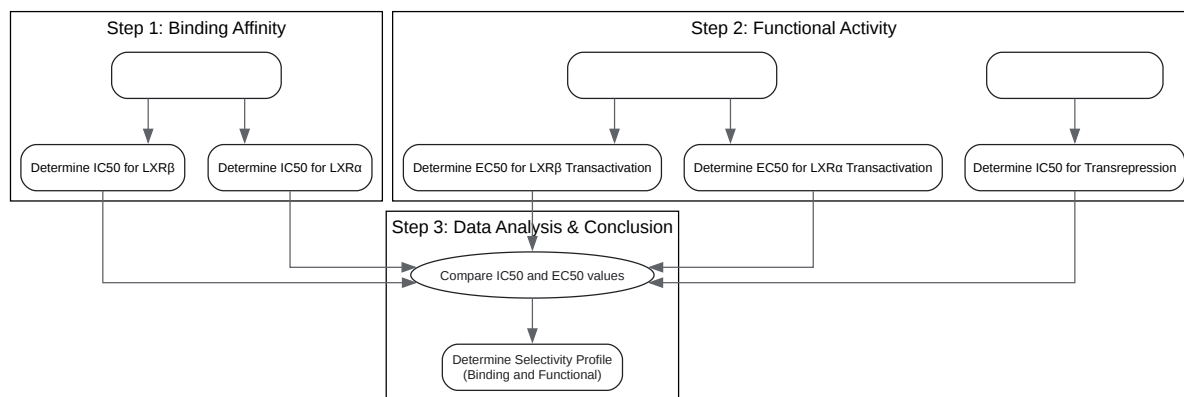 Step 1: Binding Affinity
Step 2: Functional Activity
Determine IC50 for LXRβ
Determine IC50 for LXRα
Determine EC50 for LXRβ Transactivation
Determine EC50 for LXRα Transactivation
Determine IC50 for Transrepression
Step 3: Data Analysis & Conclusion
Compare IC50 and EC50 values
Determine Selectivity Profile
(Binding and Functional)